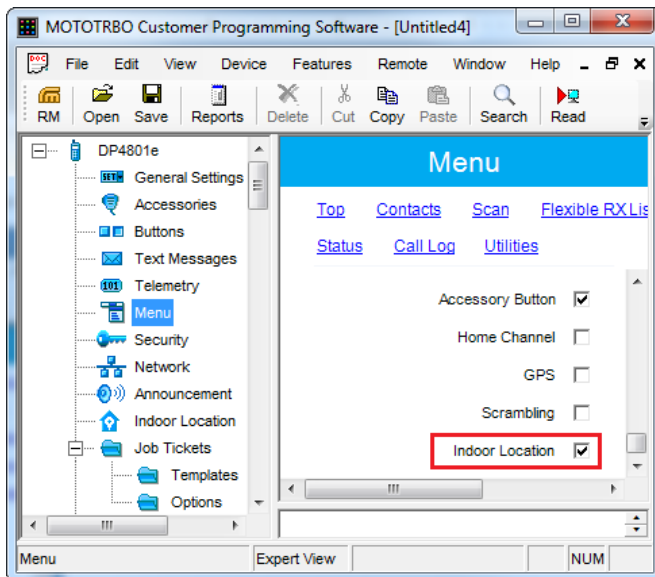 MOTOTRBO Customer Programming Software - [Untitled4]
File Edit View Device Features Remote Window Help
RM Open Save Reports Delete Cut Copy Paste Search Read
DP4801e
SET General Settings
Accessories
Buttons
Text Messages
101 Telemetry
Menu
Security
Network
Announcement
Indoor Location
Job Tickets
Templates
Options
Menu
Top Contacts Scan Flexible RX Lis
Status Call Log Utilities
Accessory Button
Home Channel
GPS
Scrambling
Indoor Location
Menu Expert View NUM